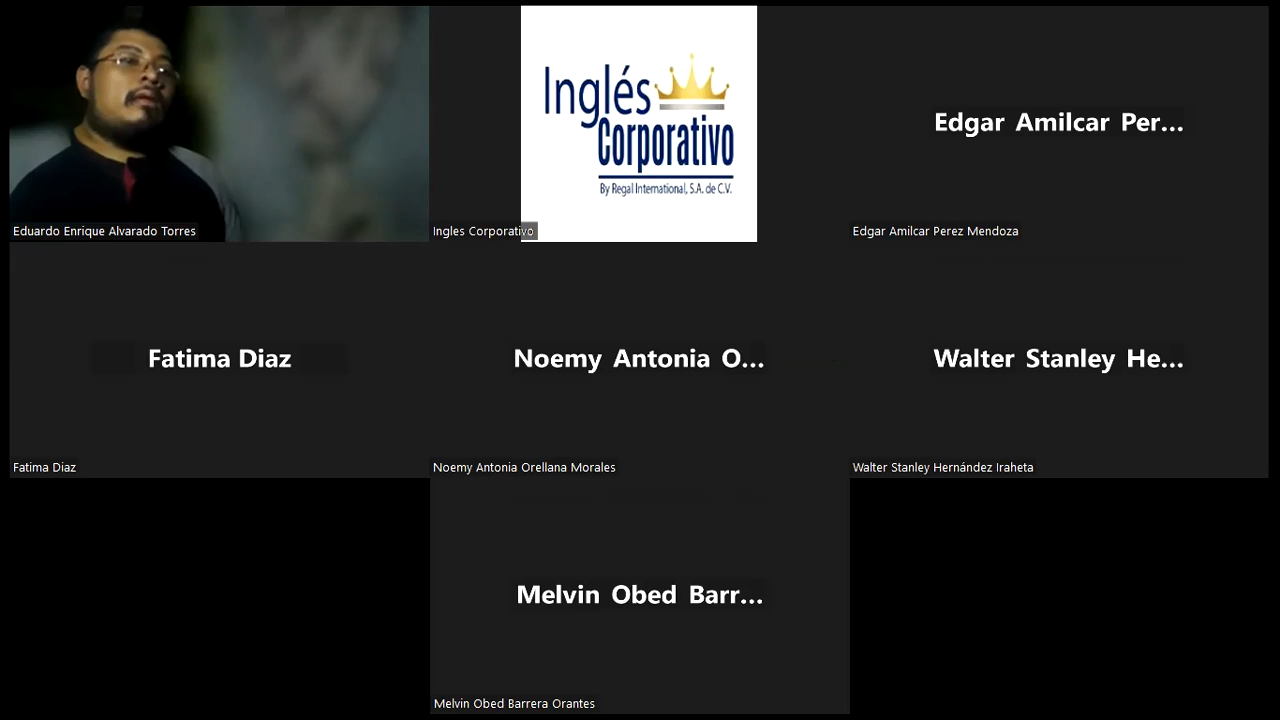 Inglés
Corporativo
By Regal International, S.A. de C.V.
Edgar Amilcar Per...
Eduardo Enrique Alvarado Torres
Ingles Corporativo
Edgar Amilcar Perez Mendoza
Fatima Diaz
Noemy Antonia O...
Walter Stanley He...
Fatima Diaz
Noemy Antonia Orellana Morales
Walter Stanley Hernández Iraheta
Melvin Obed Barr...
Melvin Obed Barrera Orantes